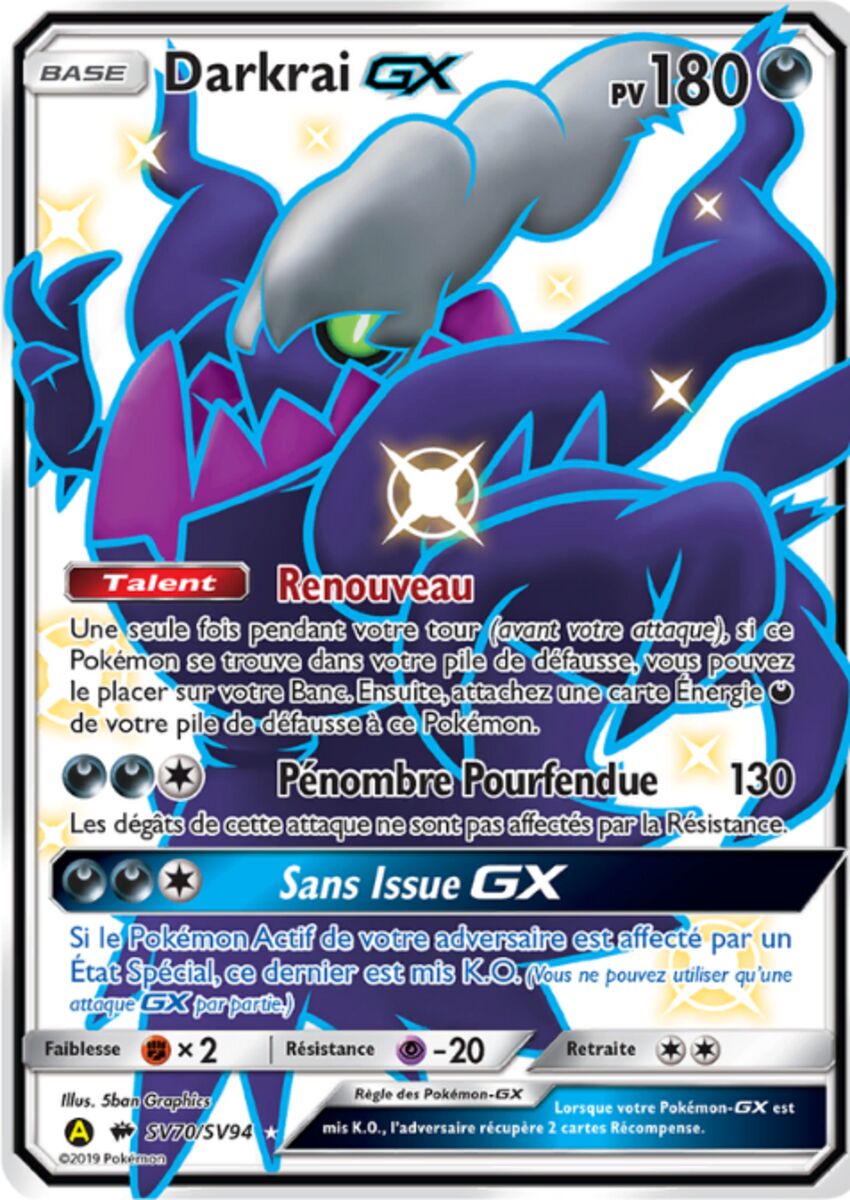 BASE Darkrai GX PV 180
Talent Renouveau
Une seule fois pendant votre tour (avant votre attaque), si ce
Pokémon se trouve dans votre pile de défausse, vous pouvez
le placer sur votre Banc. Ensuite, attachez une carte Énergie
de votre pile de défausse à ce Pokémon.
Pénombre Pourfendue 130
Les dégâts de cette attaque ne sont pas affectés par la Résistance.
Sans Issue GX
Si le Pokémon Actif de votre adversaire est affecté par un
État Spécial, ce dernier est mis K.O. (Vous ne pouvez utiliser qu'une
attaque GX par partie.)
Faiblesse × 2 Résistance -20 Retraite
Illus. 5ban Graphics
A SV70/SV94
©2019 Pokémon
Règle des Pokémon-GX
Lorsque votre Pokémon-GX est
mis K.O., l'adversaire récupère 2 cartes Récompense.